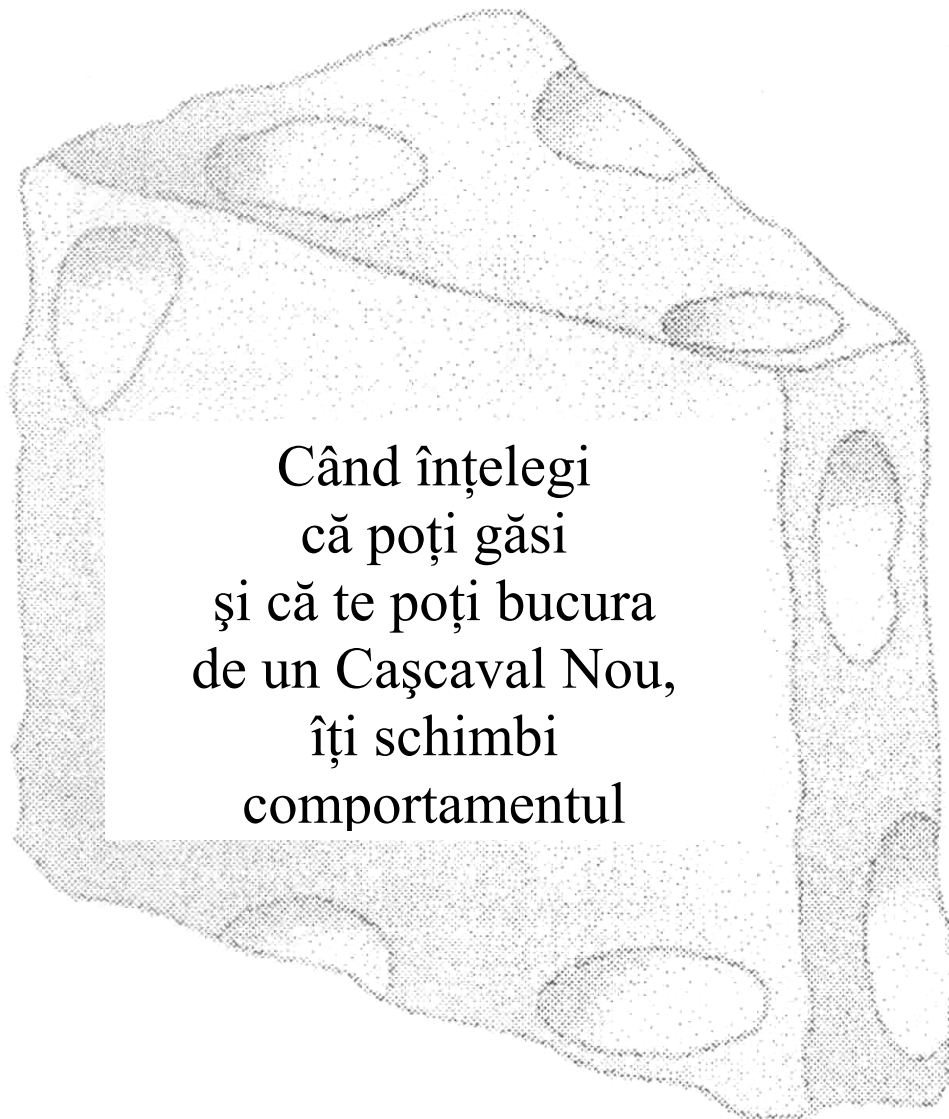 Când înțelegi
că poți găsi
şi că te poți bucura
de un Caşcaval Nou,
îți schimbi
comportamentul